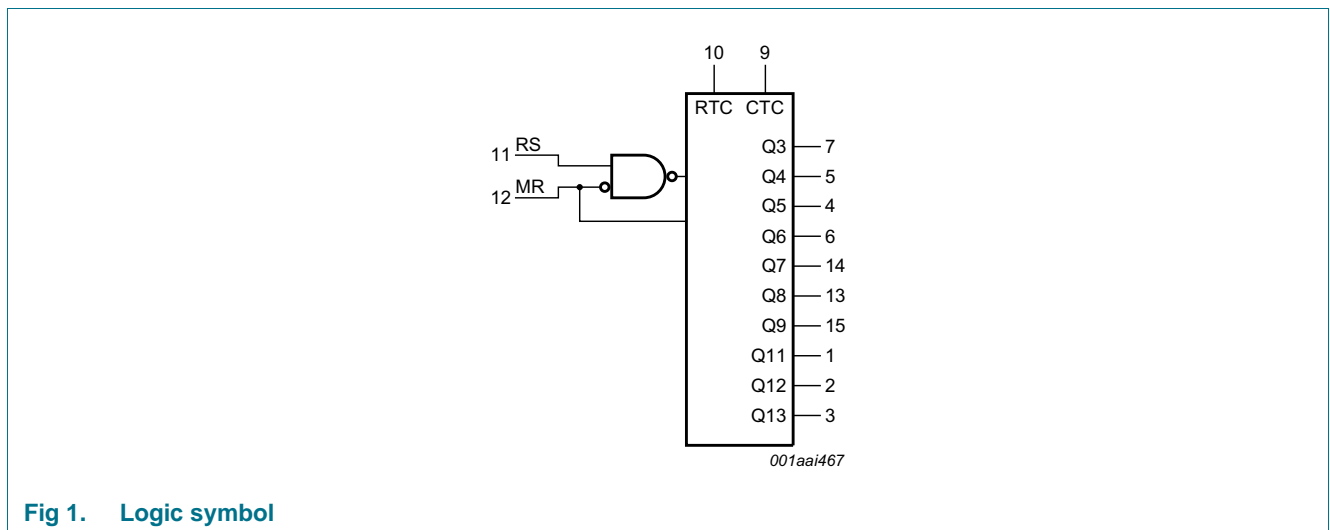 10 9
RTC CTC
11 RS
12 MR
Q3 7
Q4 5
Q5 4
Q6 6
Q7 14
Q8 13
Q9 15
Q11 1
Q12 2
Q13 3
001aai467
Fig 1. Logic symbol